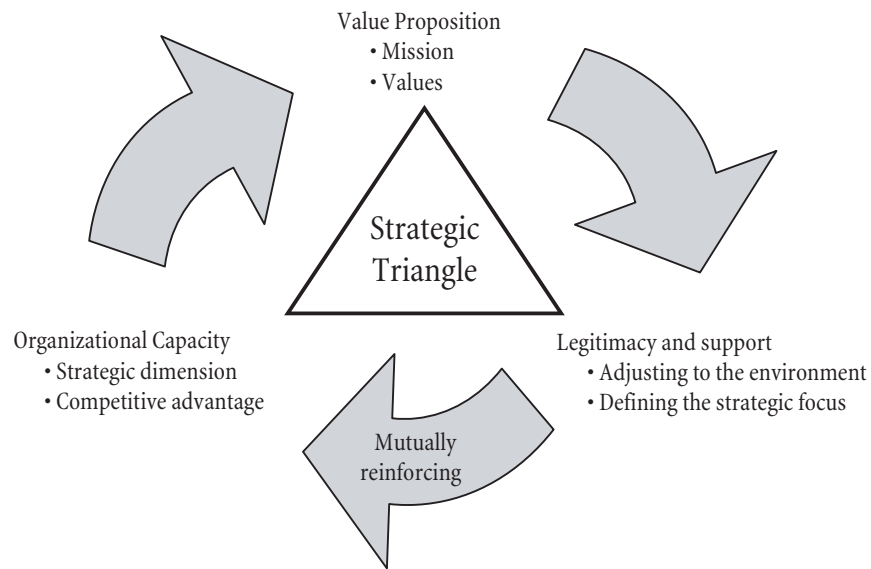 Value Proposition
• Mission
• Values
Strategic
Triangle
Organizational Capacity
• Strategic dimension
• Competitive advantage
Legitimacy and support
• Adjusting to the environment
• Defining the strategic focus
Mutually
reinforcing